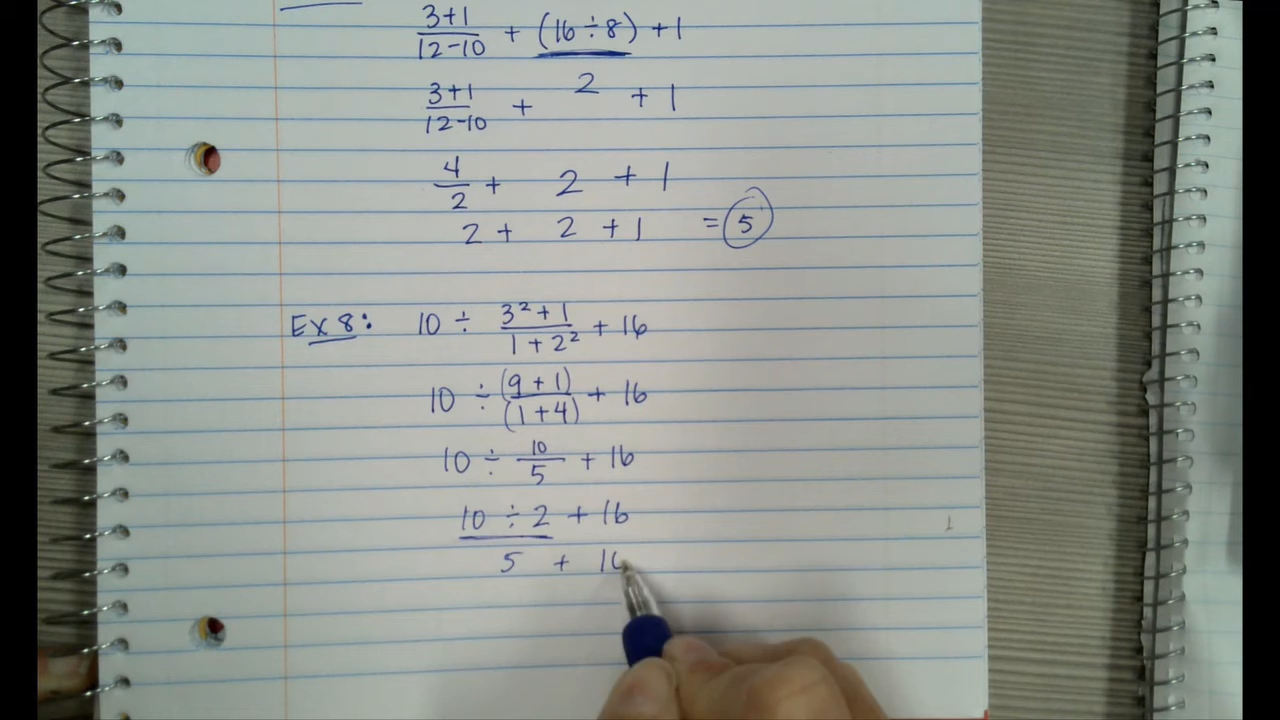 3+1/12-10 + (16÷8) +1
3+1/12-10 + 2 + 1
4/2 + 2 + 1
2 + 2 + 1 = 5
Ex 8: 10 ÷ 3²+1/1+2² + 16
10 ÷ (9+1)/(1+4) + 16
10 ÷ 10/5 + 16
10 ÷ 2 + 16
5 + 16